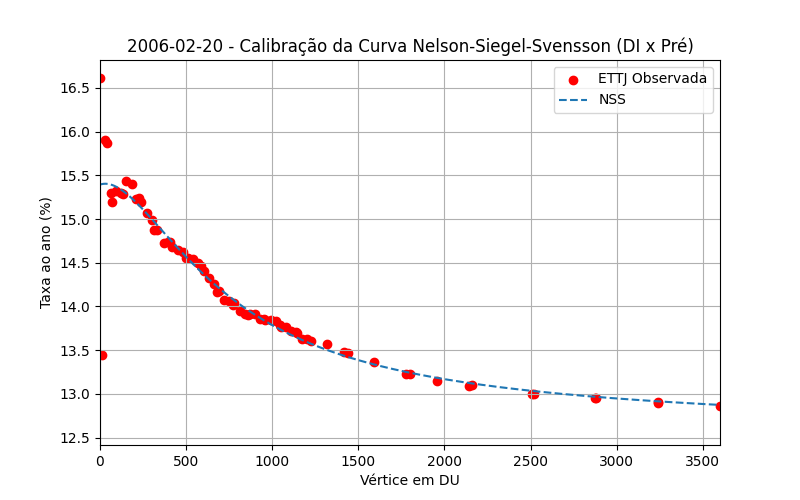 2006-02-20 - Calibração da Curva Nelson-Siegel-Svensson (DI x Pré)
ETTJ Observada
NSS
Taxa ao ano (%)
16.5
16.0
15.5
15.0
14.5
14.0
13.5
13.0
12.5
0 500 1000 1500 2000 2500 3000 3500
Vértice em DU